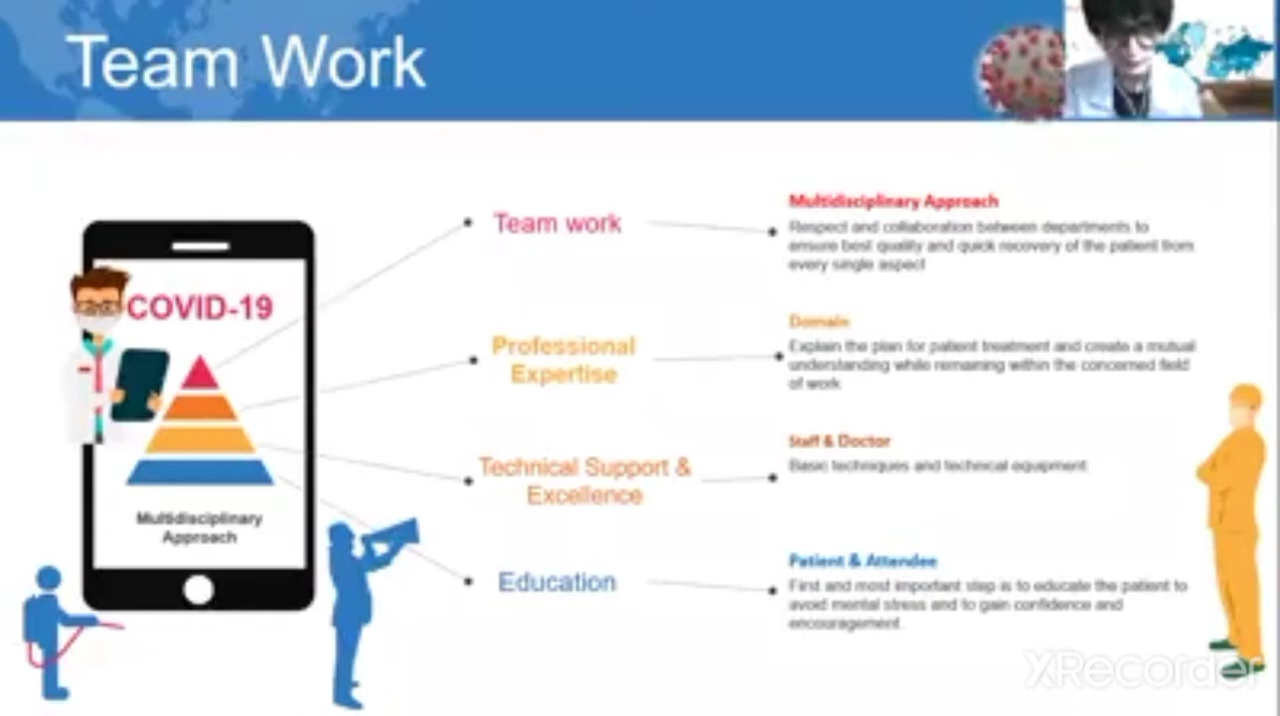 Team Work
COVID-19
Multidisciplinary
Approach
Team work
Multidisciplinary Approach
Respect and collaboration between departments to
ensure best quality and quick recovery of the patient from
every single aspect
Professional
Expertise
Domain
Explain the plan for patient treatment and create a mutual
understanding while remaining within the concerned field
of work
Technical Support &
Excellence
Staff & Doctor
Basic techniques and technical equipment
Education
Patient & Attendee
First and most important step is to educate the patient to
avoid mental stress and to gain confidence and
encouragement.
XRecorder